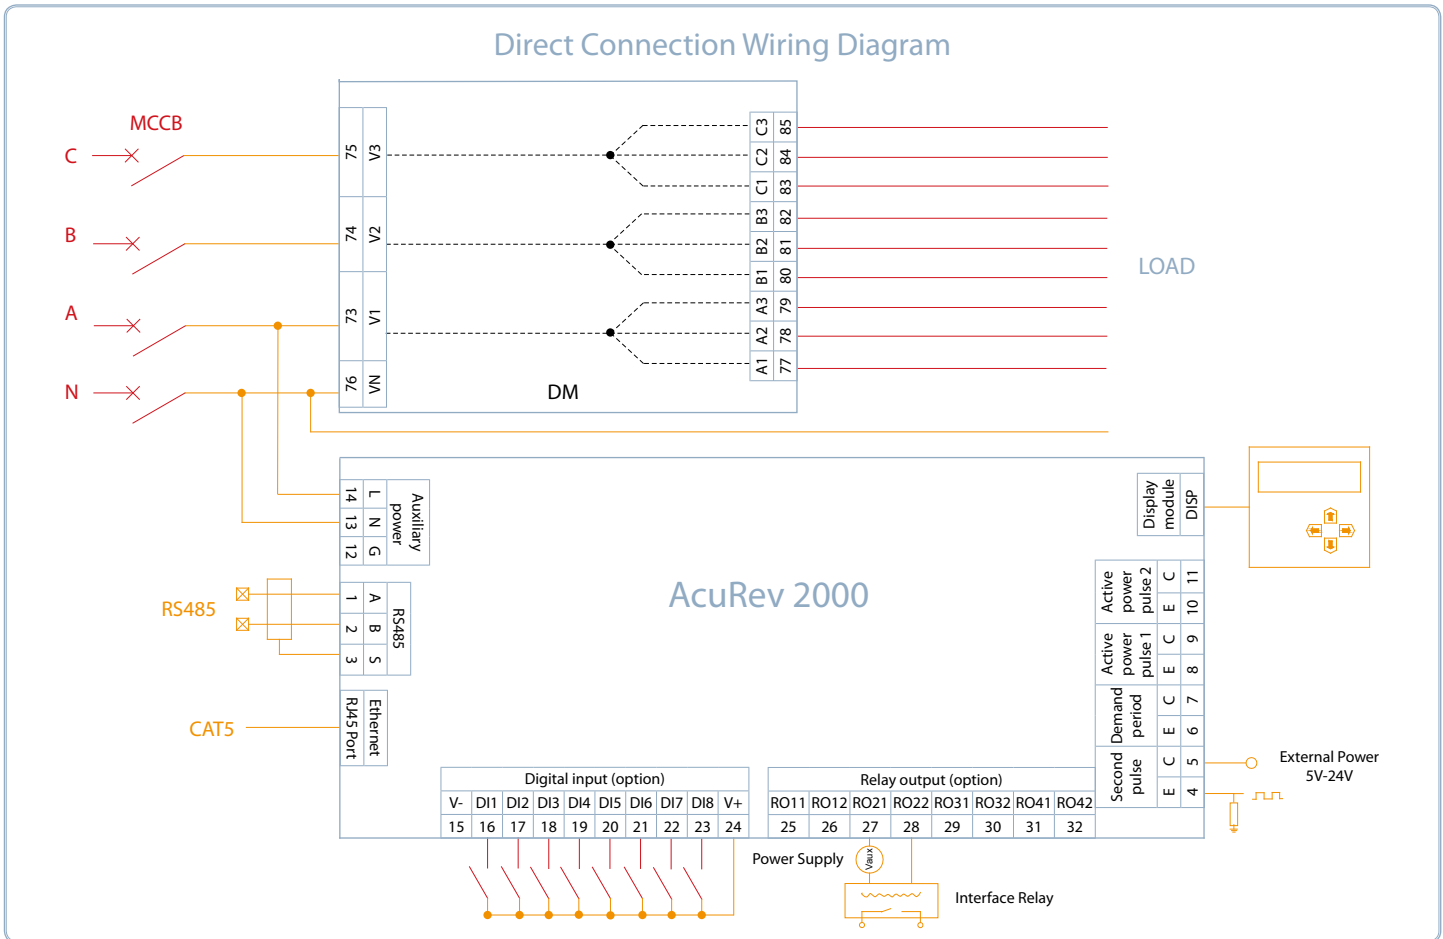 Direct Connection Wiring Diagram
MCCB
C
B
A
N
75 V3
74 V2
73 V1
76 VN
DM
C3 85
C2 84
C1 83
B3 82
B2 81
B1 80
A3 79
A2 78
A1 77
LOAD
14 L
13 N
12 G
Auxiliary
power
RS485
1 A
2 B
3 S
RS485
CAT5
Ethernet
RJ45 Port
AcuRev 2000
Display
module
DISP
Active
power
pulse 2
C 11
E 10
Active
power
pulse 1
C 9
E 8
Demand
period
C 7
E 6
Second
pulse
C 5
E 4
External Power
5V-24V
Digital input (option)
V- DI1 DI2 DI3 DI4 DI5 DI6 DI7 DI8 V+
15 16 17 18 19 20 21 22 23 24
Relay output (option)
RO11 RO12 RO21 RO22 RO31 RO32 RO41 RO42
25 26 27 28 29 30 31 32
Power Supply
Vaux
Interface Relay